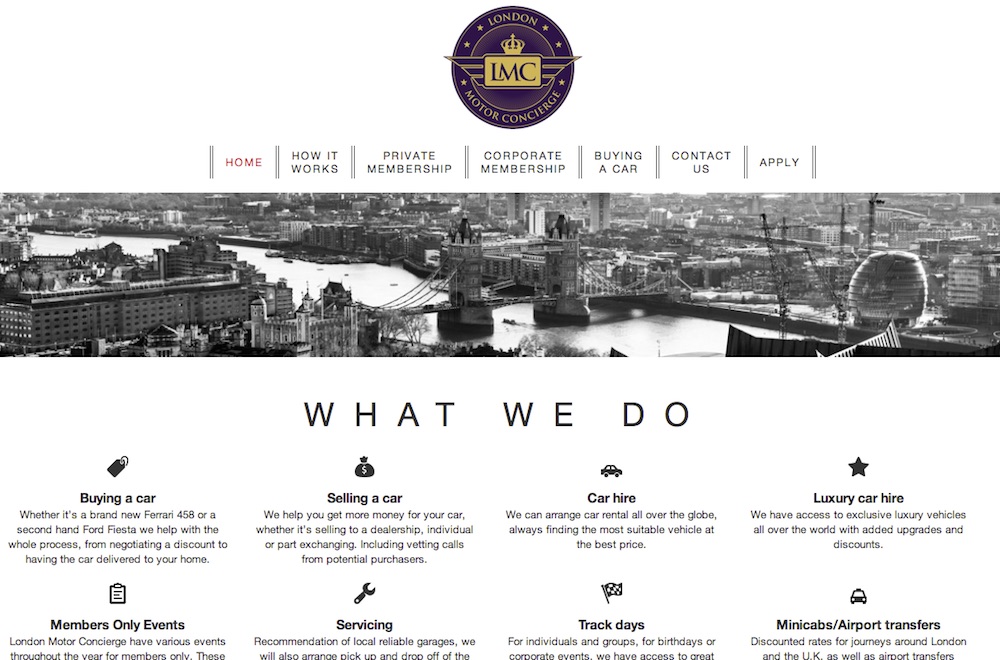 LONDON
LMC
MOTOR CONCIERGE
HOME
HOW IT
WORKS
PRIVATE
MEMBERSHIP
CORPORATE
MEMBERSHIP
BUYING
A CAR
CONTACT
US
APPLY
WHAT WE DO
Buying a car
Whether it's a brand new Ferrari 458 or a
second hand Ford Fiesta we help with the
whole process, from negotiating a discount to
having the car delivered to your home.
Selling a car
We help you get more money for your car,
whether it's selling to a dealership, individual
or part exchanging. Including vetting calls
from potential purchasers.
Car hire
We can arrange car rental all over the globe,
always finding the most suitable vehicle at
the best price.
Luxury car hire
We have access to exclusive luxury vehicles
all over the world with added upgrades and
discounts.
Members Only Events
London Motor Concierge have various events
throughout the year for members only. These
Servicing
Recommendation of local reliable garages, we
will also arrange pick up and drop off of the
Track days
For individuals and groups, for birthdays or
corporate events, we have access to great
Minicabs/Airport transfers
Discounted rates for journeys around London
and the U.K. as well as airport transfers